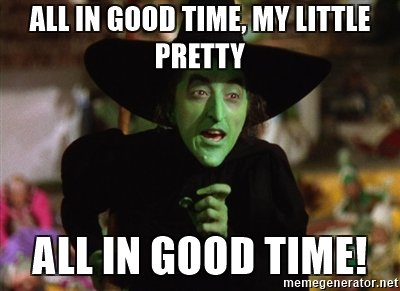 ALL IN GOOD TIME, MY LITTLE
PRETTY
ALL IN GOOD TIME!
memegenerator.net